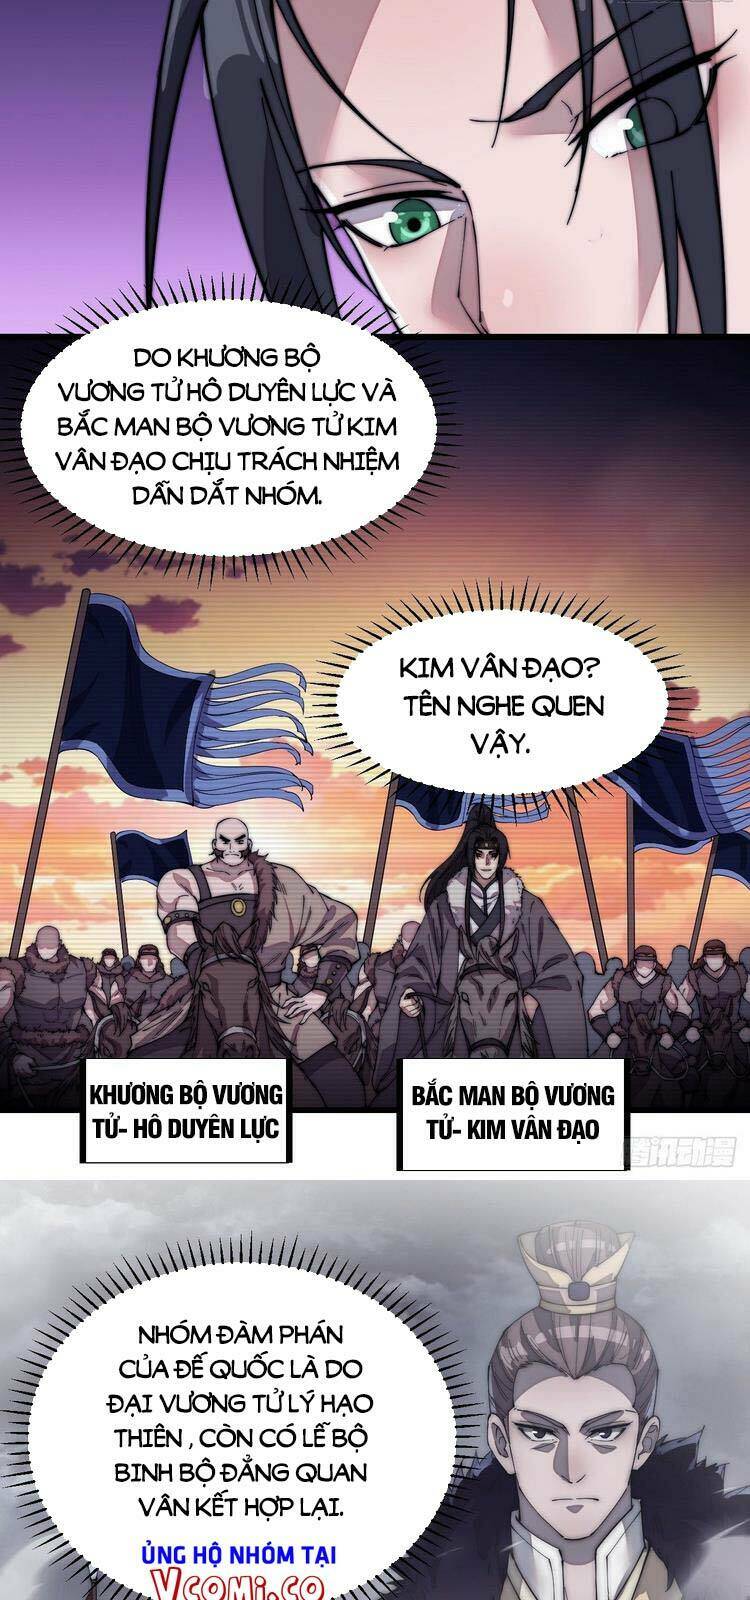 DO KHƯƠNG BỘ
VƯƠNG TỬ HÔ DUYÊN LỰC VÀ
BẮC MAN BỘ VƯƠNG TỬ KIM
VÂN ĐẠO CHỊU TRÁCH NHIỆM
DẪN DẮT NHÓM.
KIM VÂN ĐẠO?
TÊN NGHE QUEN
VẬY.
KHƯƠNG BỘ VƯƠNG
TỬ- HÔ DUYÊN LỰC
BẮC MAN BỘ VƯƠNG
TỬ- KIM VÂN ĐẠO
腾讯动漫
NHÓM ĐÀM PHÁN
CỦA ĐẾ QUỐC LÀ DO
ĐẠI VƯƠNG TỬ LÝ HẠO
THIÊN , CÒN CÓ LỄ BỘ
BINH BỘ ĐẲNG QUAN
VÂN KẾT HỢP LẠI.
ỦNG HỘ NHÓM TẠI
VCOMI.CO